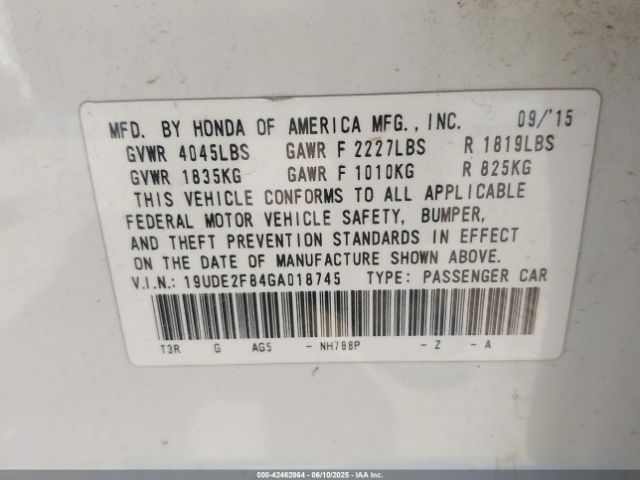 MFD. BY HONDA OF AMERICA MFG., INC. 09/'15
GVWR 4045LBS GAWR F 2227LBS R 1819LBS
GVWR 1835KG GAWR F 1010KG R 825KG
THIS VEHICLE CONFORMS TO ALL APPLICABLE
FEDERAL MOTOR VEHICLE SAFETY, BUMPER,
AND THEFT PREVENTION STANDARDS IN EFFECT
ON THE DATE OF MANUFACTURE SHOWN ABOVE.
V.I.N.: 19UDE2F84GA018745 TYPE: PASSENGER CAR
T3R G AG5 - NH788P - Z - A
000-42462864 - 06/10/2025 - IAA Inc.